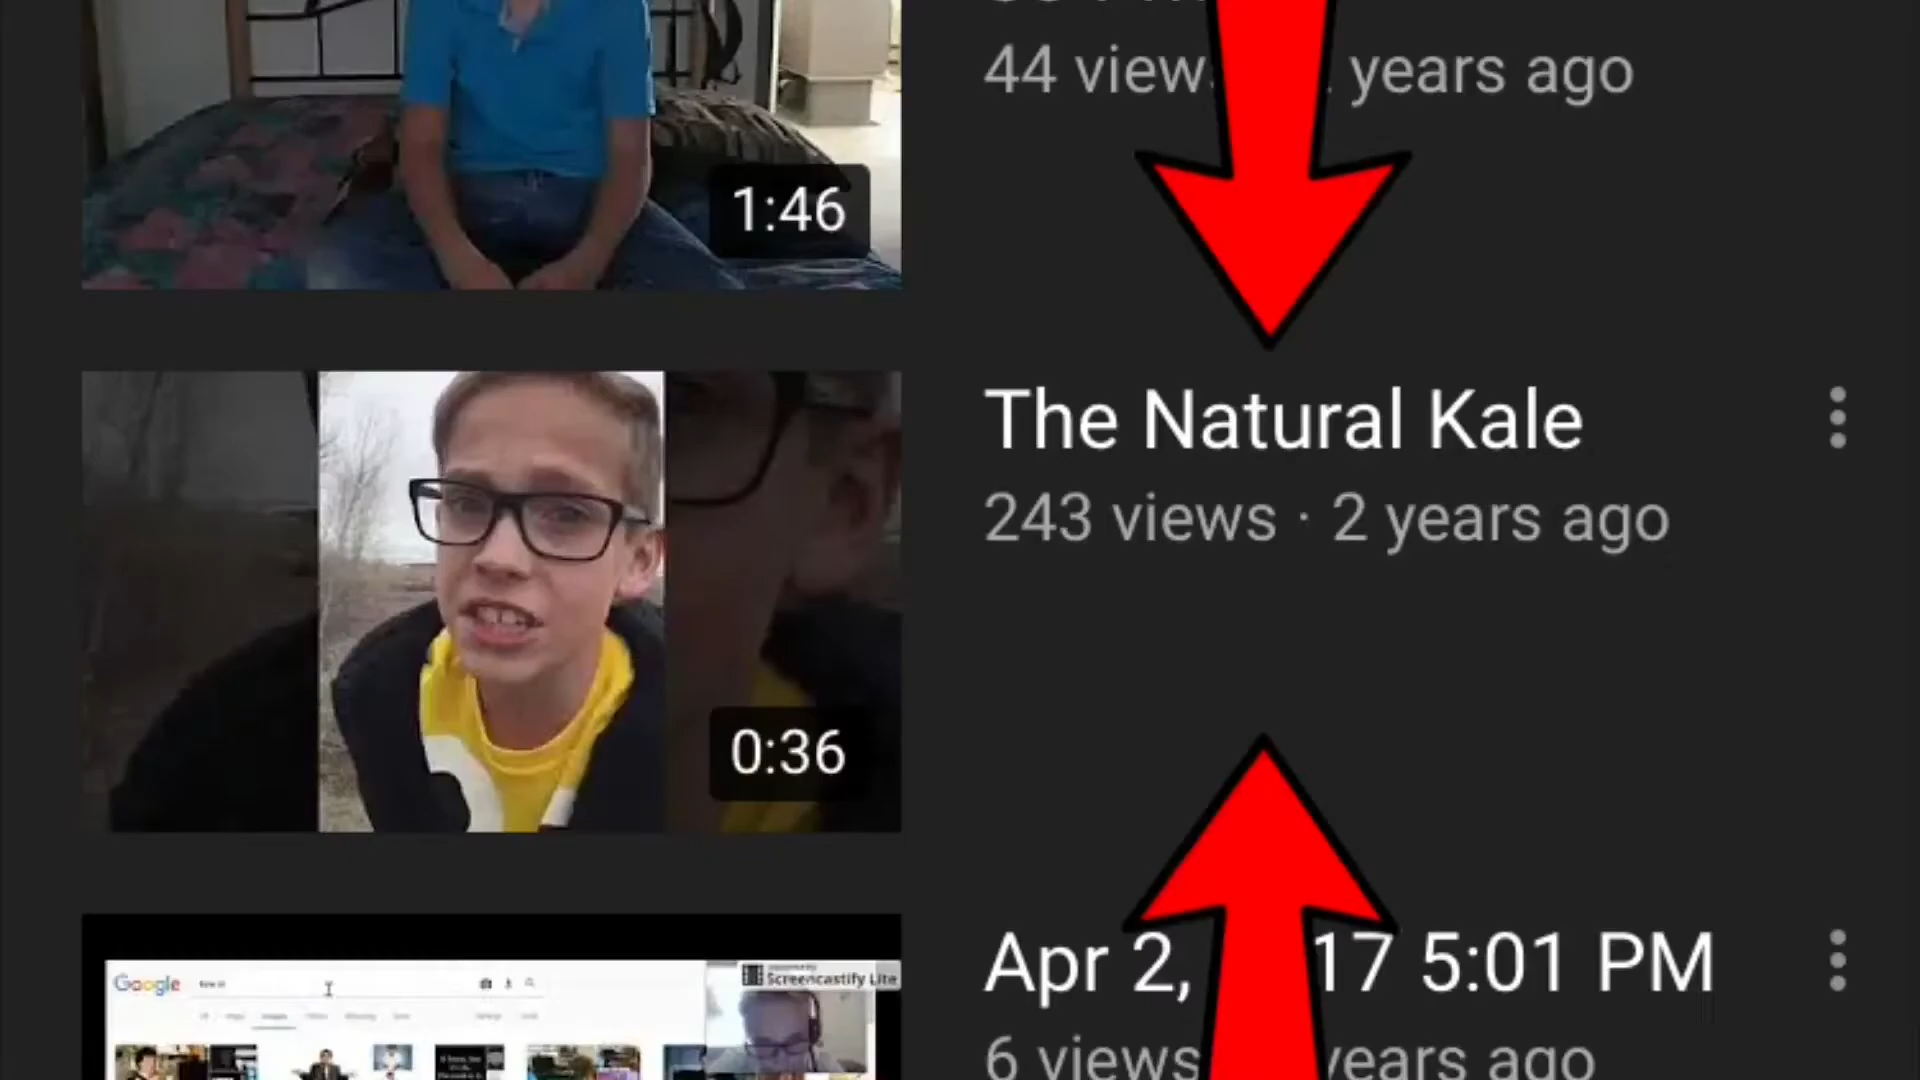 44 view years ago
1:46
The Natural Kale
243 views · 2 years ago
0:36
Apr 2, 17 5:01 PM
6 views years ago
Google
Screencastify Lite